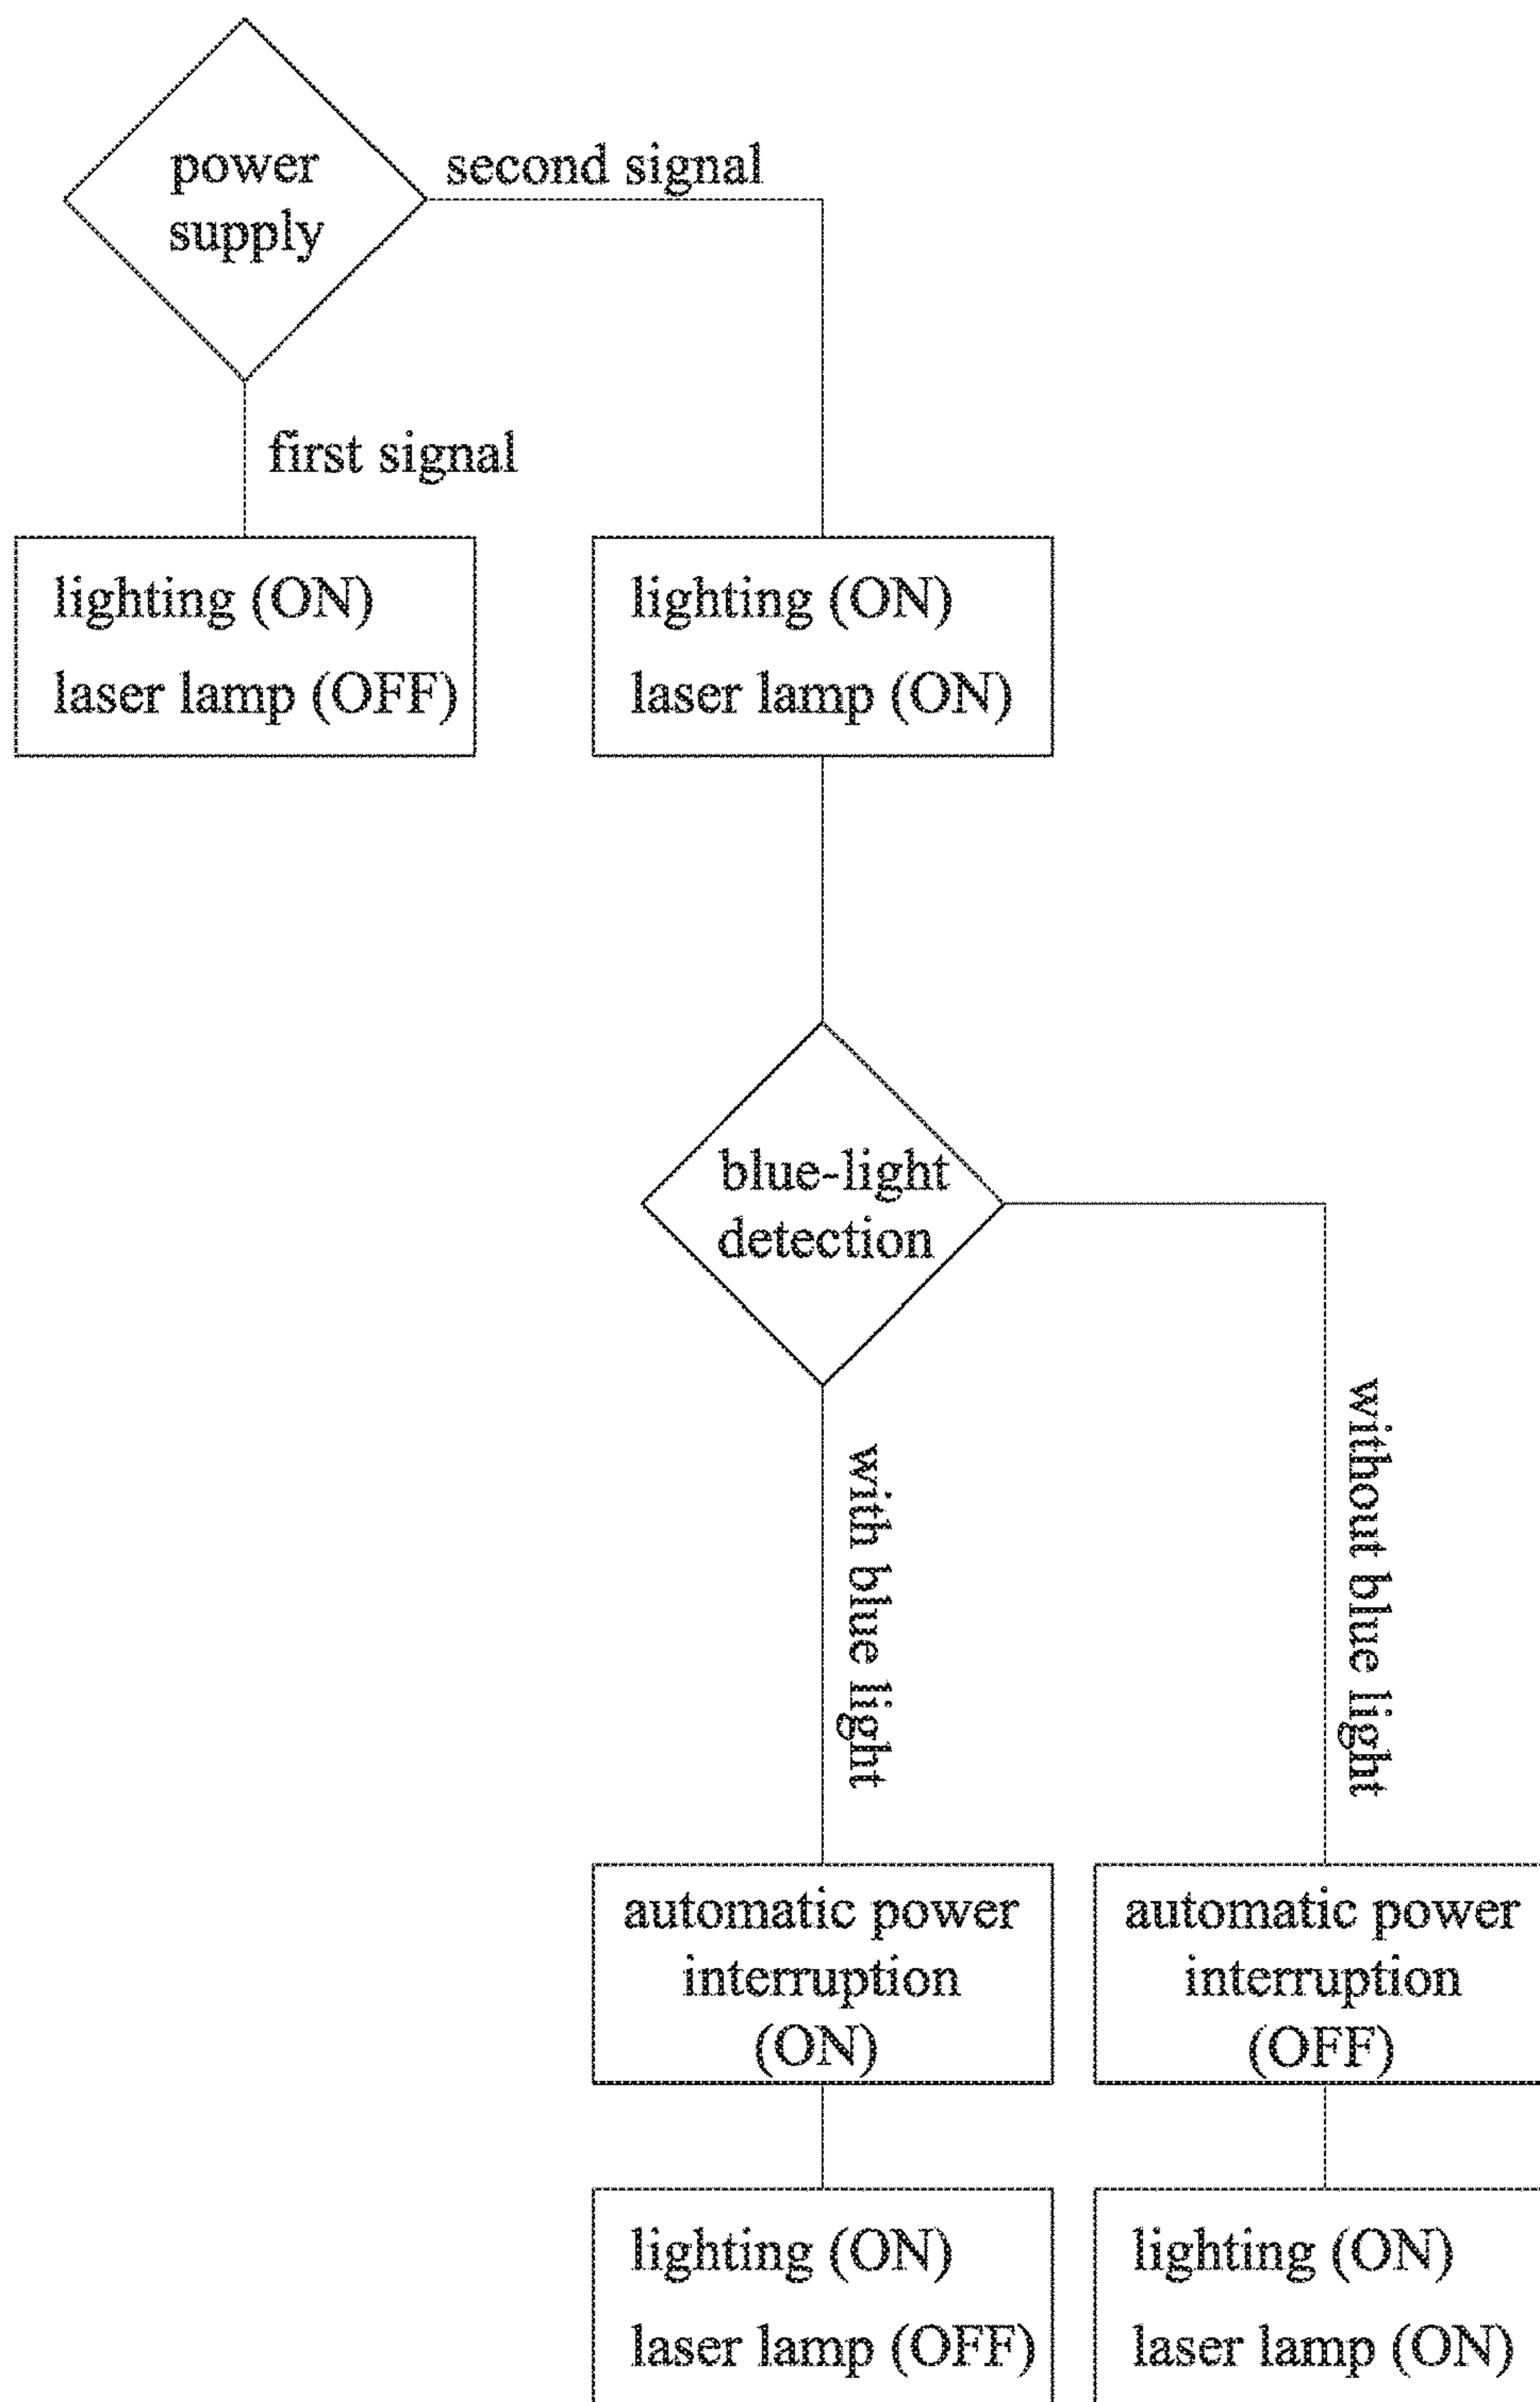 power
supply
second signal
first signal
lighting (ON)
laser lamp (OFF)
lighting (ON)
laser lamp (ON)
blue-light
detection
with blue light
without blue light
automatic power
interruption
(ON)
automatic power
interruption
(OFF)
lighting (ON)
laser lamp (OFF)
lighting (ON)
laser lamp (ON)